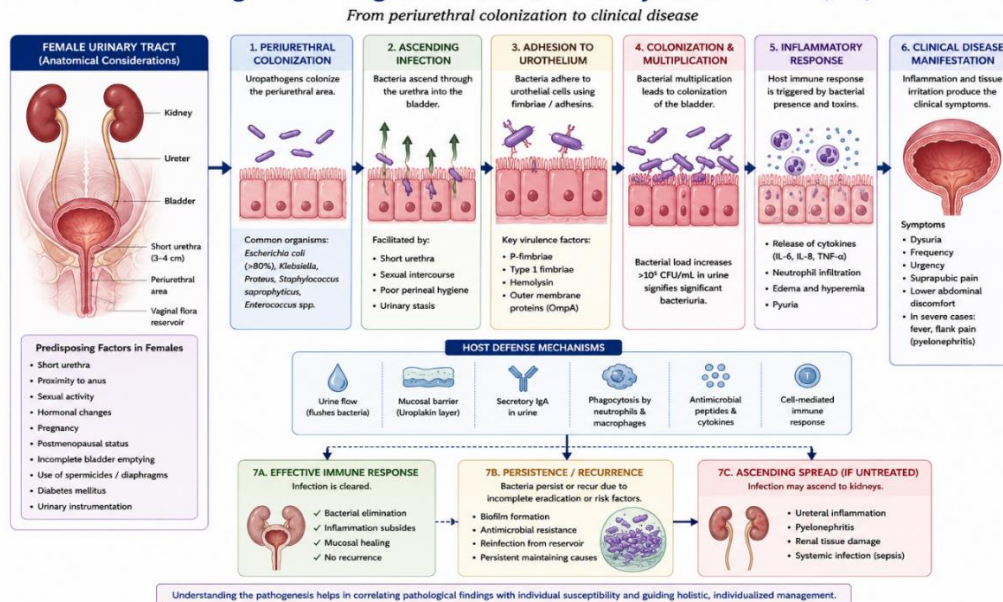 From periurethral colonization to clinical disease
FEMALE URINARY TRACT
(Anatomical Considerations)
Kidney
Ureter
Bladder
Short urethra
(3–4 cm)
Periurethral
area
Vaginal flora
reservoir
Predisposing Factors in Females
• Short urethra
• Proximity to anus
• Sexual activity
• Hormonal changes
• Pregnancy
• Postmenopausal status
• Incomplete bladder emptying
• Use of spermicides / diaphragms
• Diabetes mellitus
• Urinary instrumentation
1. PERIURETHRAL
COLONIZATION
Uropathogens colonize
the periurethral area.
Common organisms:
Escherichia coli
(>80%), Klebsiella,
Proteus, Staphylococcus
saprophyticus,
Enterococcus spp.
2. ASCENDING
INFECTION
Bacteria ascend through
the urethra into the
bladder.
Facilitated by:
• Short urethra
• Sexual intercourse
• Poor perineal hygiene
• Urinary stasis
3. ADHESION TO
UROTHELIUM
Bacteria adhere to
urothelial cells using
fimbriae / adhesins.
Key virulence factors:
• P-fimbriae
• Type 1 fimbriae
• Hemolysin
• Outer membrane
proteins (OmpA)
4. COLONIZATION &
MULTIPLICATION
Bacterial multiplication
leads to colonization
of the bladder.
Bacterial load increases
CFU/mL in urine
signifies significant
bacteriuria.
5. INFLAMMATORY
RESPONSE
Host immune response
is triggered by bacterial
presence and toxins.
• Release of cytokines
(IL-6, IL-8, TNF-α)
• Neutrophil infiltration
• Edema and hyperemia
• Pyuria
6. CLINICAL DISEASE
MANIFESTATION
Inflammation and tissue
irritation produce the
clinical symptoms.
Symptoms
• Dysuria
• Frequency
• Urgency
• Suprapubic pain
• Lower abdominal
discomfort
• In severe cases:
fever, flank pain
(pyelonephritis)
HOST DEFENSE MECHANISMS
Urine flow
(flushes bacteria)
Mucosal barrier
(Uroplakin layer)
Secretory IgA
in urine
Phagocytosis by
neutrophils &
macrophages
Antimicrobial
peptides &
cytokines
T
Cell-mediated
immune
response
7A. EFFECTIVE IMMUNE RESPONSE
Infection is cleared.
✓ Bacterial elimination
✓ Inflammation subsides
✓ Mucosal healing
✓ No recurrence
7B. PERSISTENCE / RECURRENCE
Bacteria persist or recur due to
incomplete eradication or risk factors.
• Biofilm formation
• Antimicrobial resistance
• Reinfection from reservoir
• Persistent maintaining causes
7C. ASCENDING SPREAD (IF UNTREATED)
Infection may ascend to kidneys.
• Ureteral inflammation
• Pyelonephritis
• Renal tissue damage
• Systemic infection (sepsis)
Understanding the pathogenesis helps in correlating pathological findings with individual susceptibility and guiding holistic, individualized management.